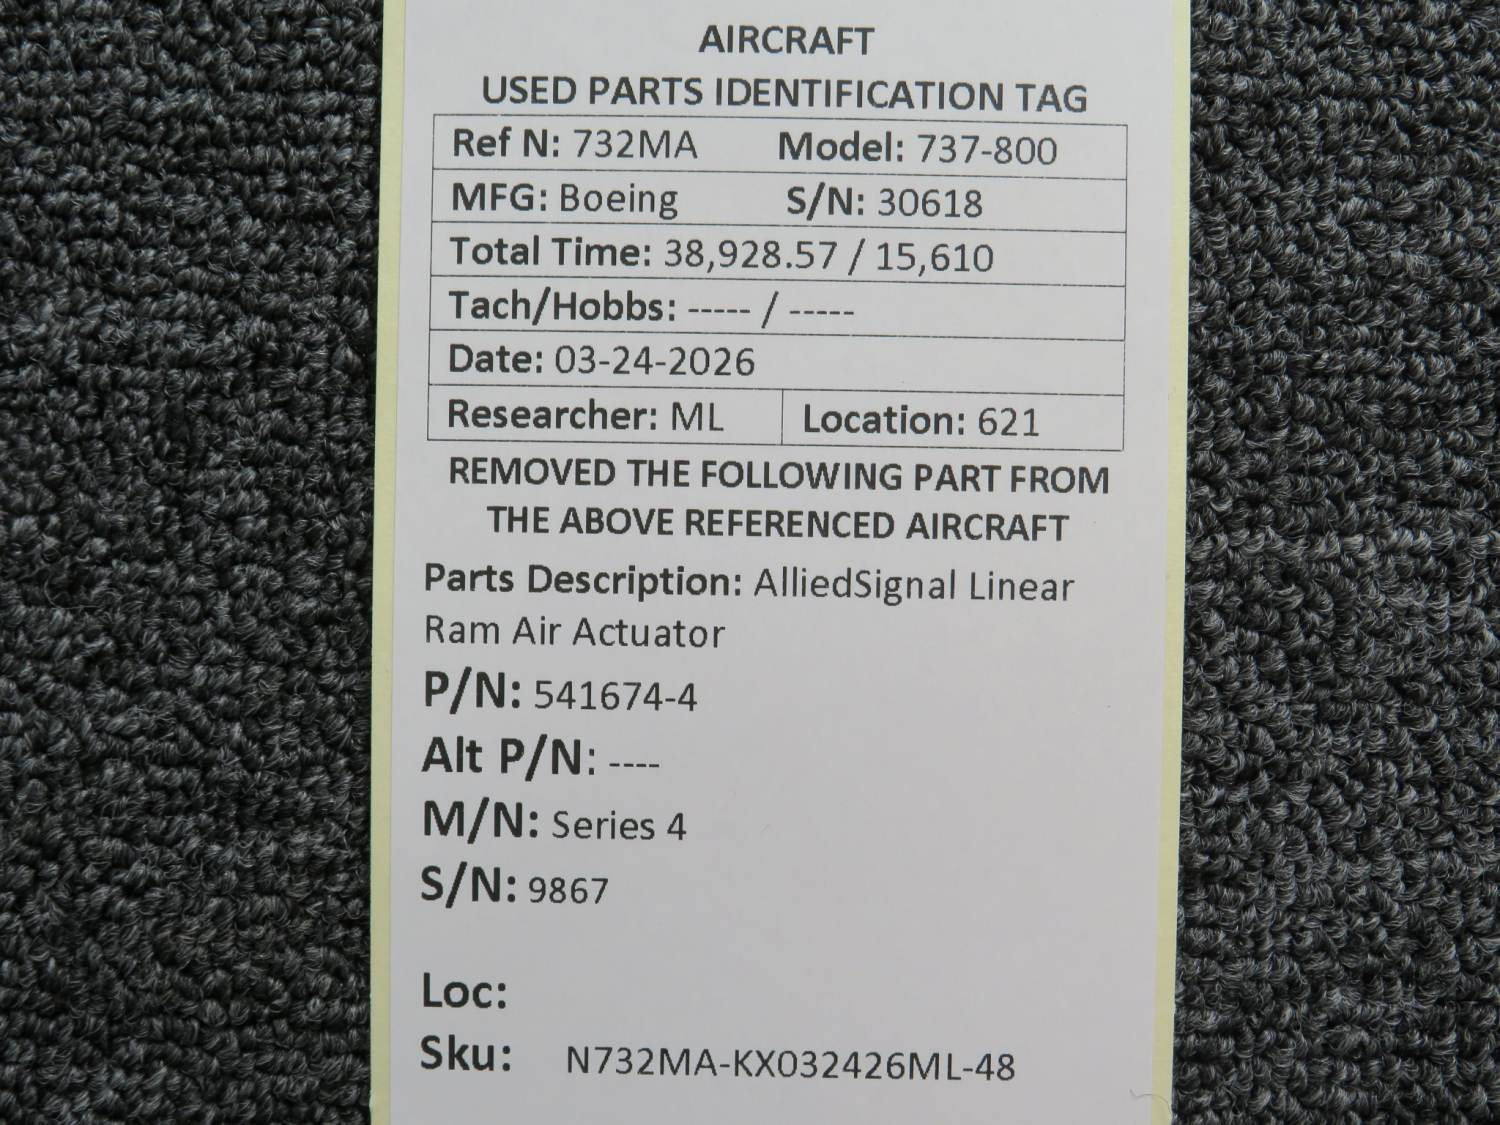 AIRCRAFT
USED PARTS IDENTIFICATION TAG
Ref N: 732MA Model: 737-800
MFG: Boeing S/N: 30618
Total Time: 38,928.57 / 15,610
Tach/Hobbs: ----- / -----
Date: 03-24-2026
Researcher: ML Location: 621
REMOVED THE FOLLOWING PART FROM
THE ABOVE REFERENCED AIRCRAFT
Parts Description: AlliedSignal Linear
Ram Air Actuator
P/N: 541674-4
Alt P/N: ----
M/N: Series 4
S/N: 9867
Loc:
Sku: N732MA-KX032426ML-48